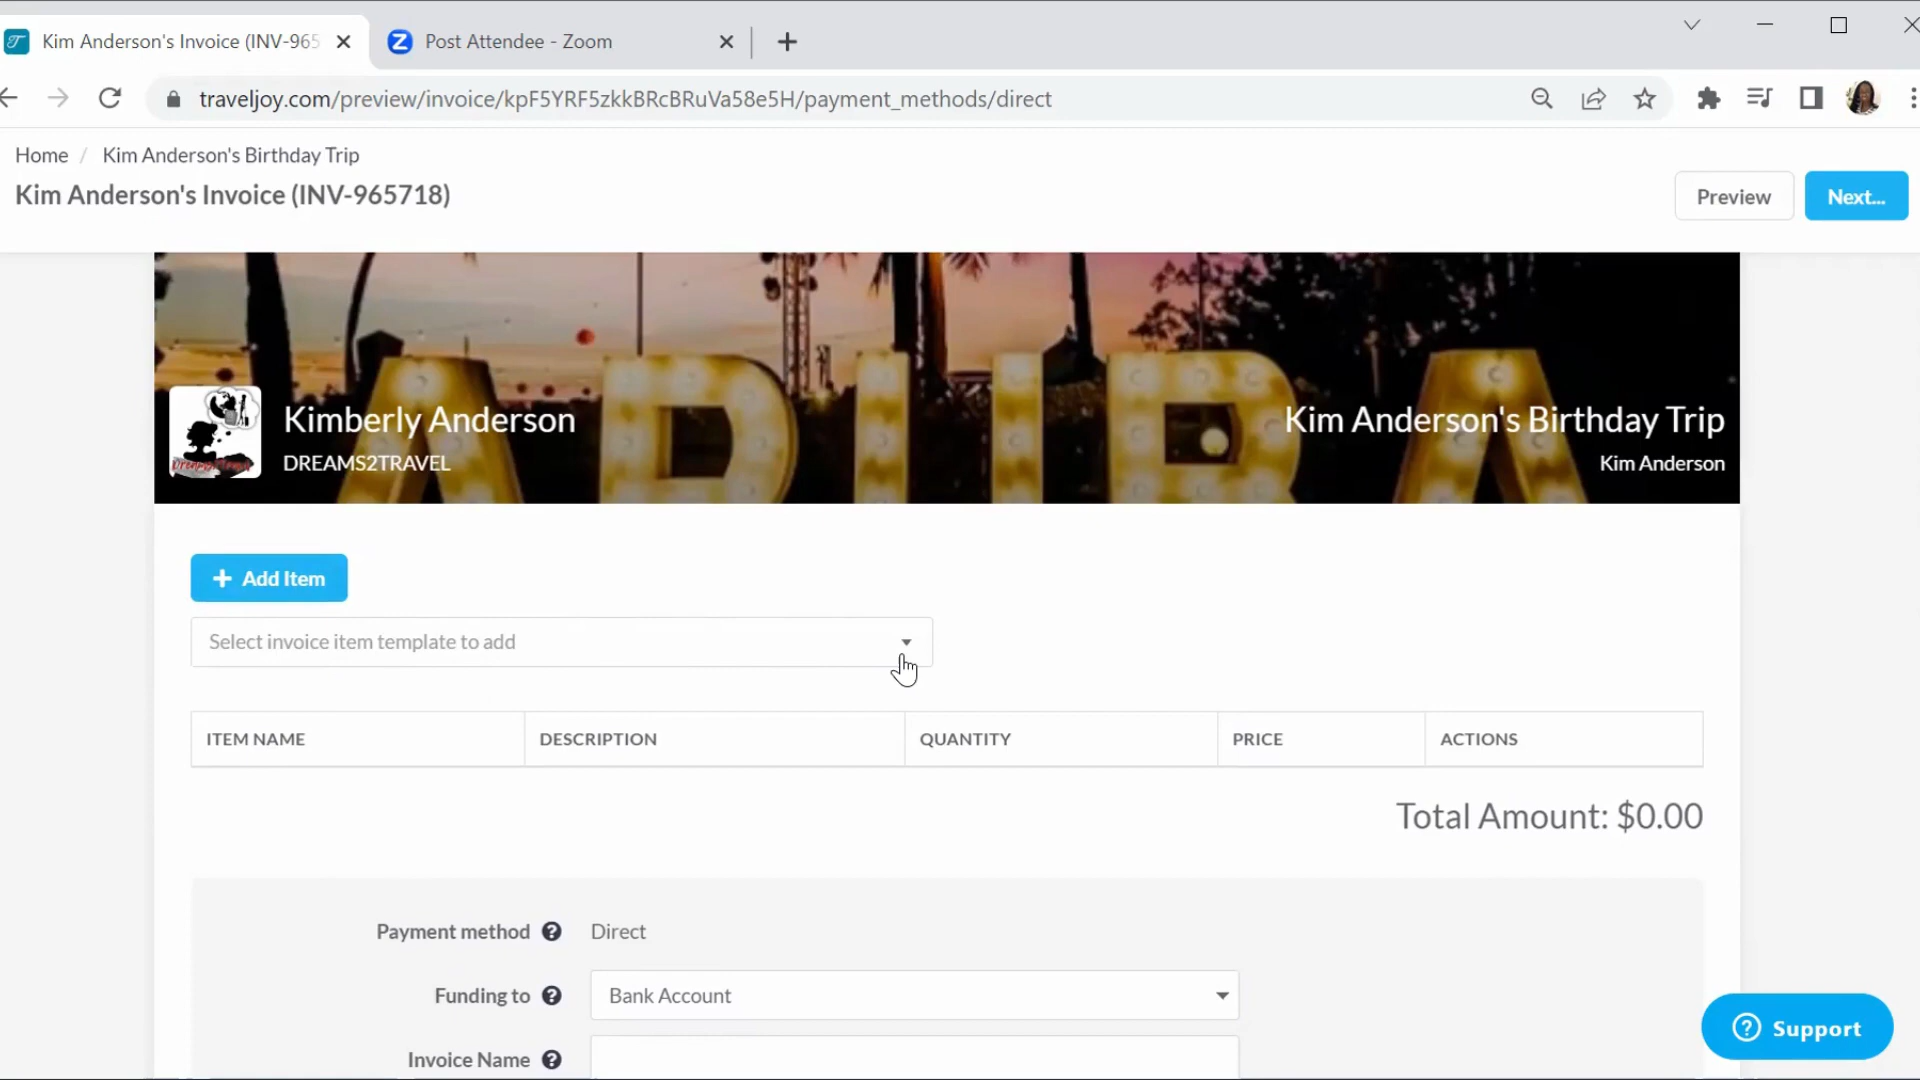 Kim Anderson's Invoice (INV-965
Post Attendee - Zoom
traveljoy.com/preview/invoice/kpF5YRF5zkkBRcBRuVa58e5H/payment_methods/direct
Home / Kim Anderson's Birthday Trip
Kim Anderson's Invoice (INV-965718)
Preview
Next...
ARUBA
Kimberly Anderson
DREAMS2TRAVEL
Kim Anderson's Birthday Trip
Kim Anderson
+ Add Item
Select invoice item template to add
ITEM NAME DESCRIPTION QUANTITY PRICE ACTIONS
Total Amount: $0.00
Payment method ? Direct
Funding to ? Bank Account
Invoice Name ?
? Support